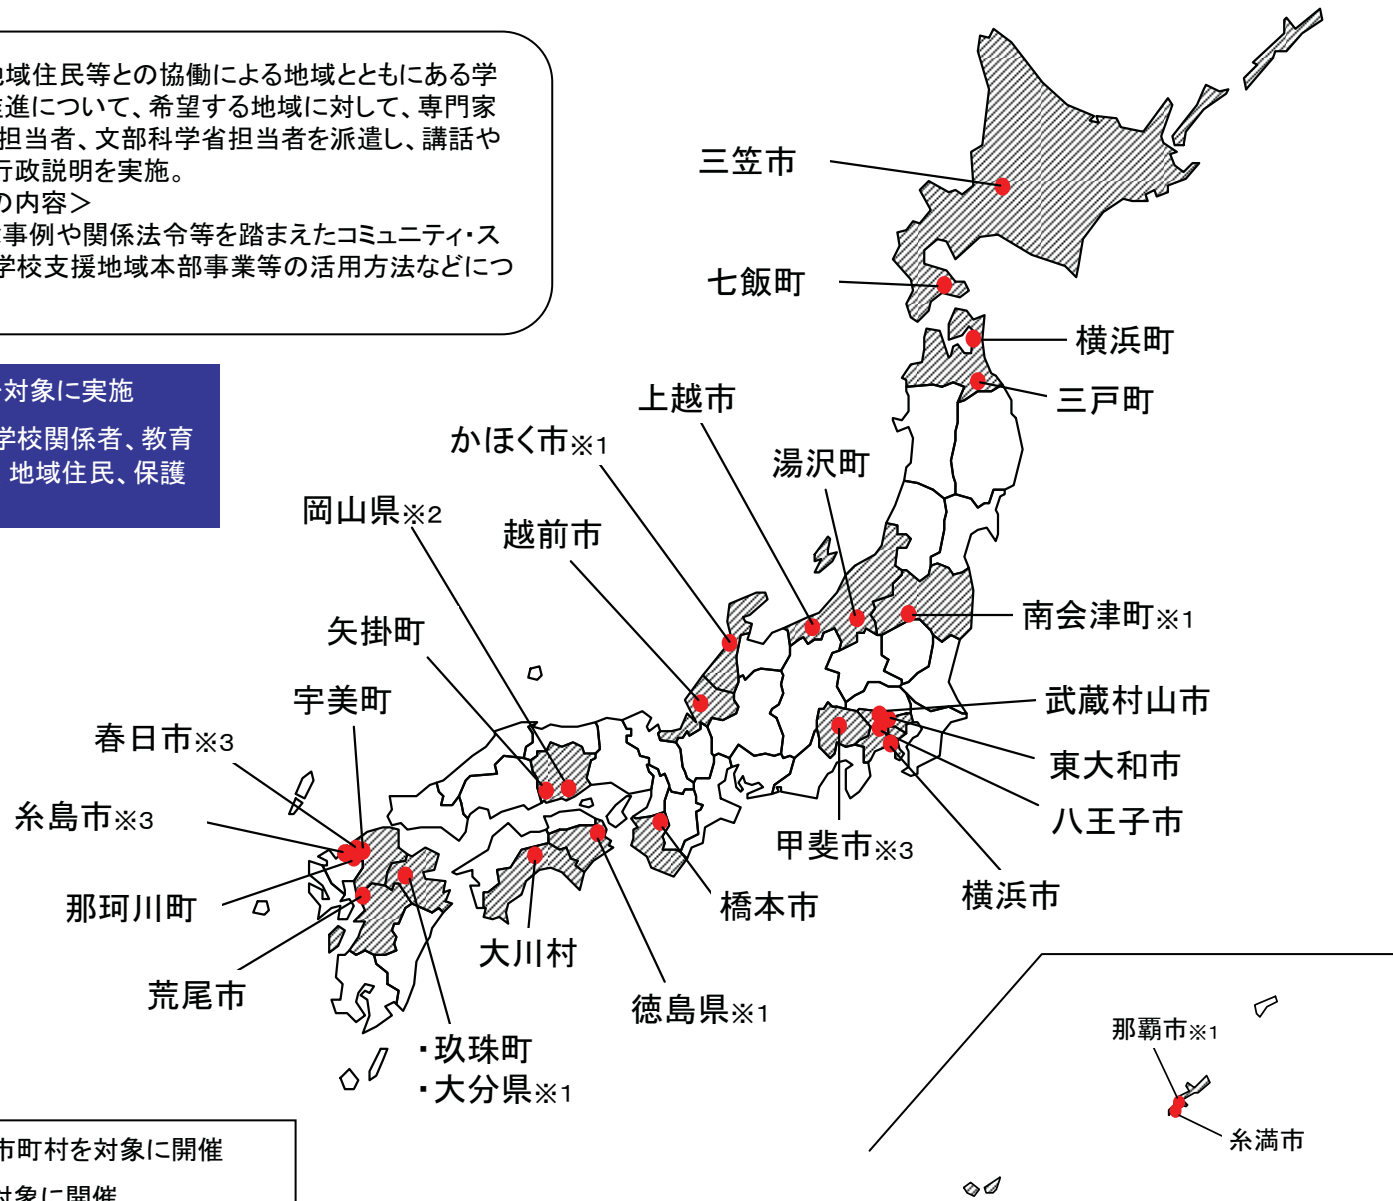 地域住民等との協働による地域とともにある学
推進について、希望する地域に対して、専門家
担当者、文部科学省担当者を派遣し、講話や
行政説明を実施。
の内容＞
事例や関係法令等を踏まえたコミュニティ・ス
学校支援地域本部事業等の活用方法などにつ
対象に実施
学校関係者、教育
地域住民、保護
三笠市
七飯町
横浜町
三戸町
上越市
かほく市※1
湯沢町
岡山県※2
越前市
南会津町※1
矢掛町
宇美町
武蔵村山市
春日市※3
東大和市
糸島市※3
八王子市
甲斐市※3
横浜市
那珂川町
橋本市
大川村
荒尾市
徳島県※1
・玖珠町
・大分県※1
那覇市※1
糸満市
市町村を対象に開催
対象に開催